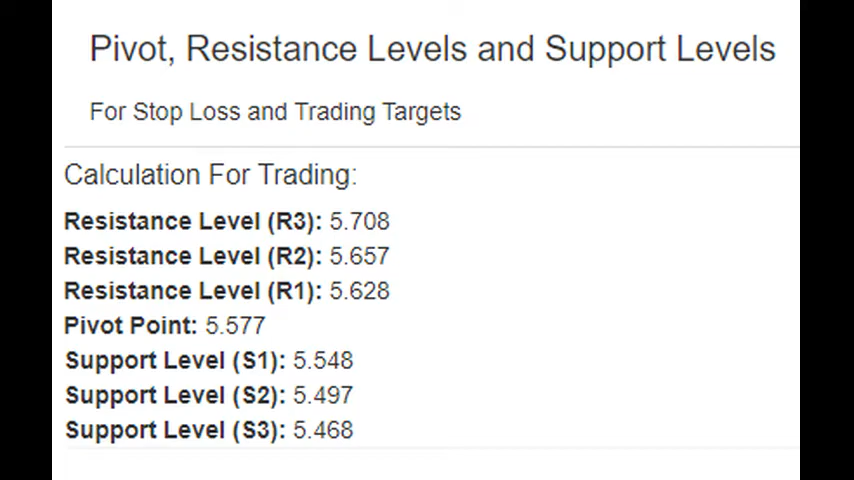 Pivot, Resistance Levels and Support Levels
For Stop Loss and Trading Targets
Calculation For Trading:
Resistance Level (R3): 5.708
Resistance Level (R2): 5.657
Resistance Level (R1): 5.628
Pivot Point: 5.577
Support Level (S1): 5.548
Support Level (S2): 5.497
Support Level (S3): 5.468